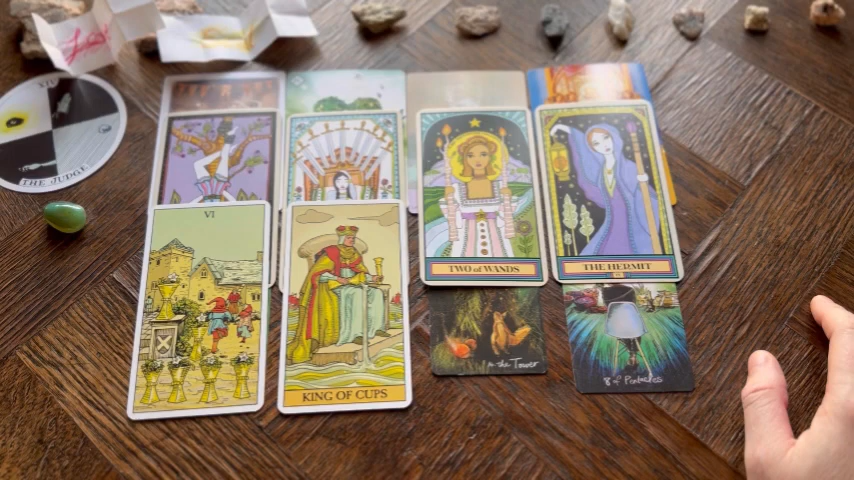 THE JUDGE
VI
KING OF CUPS
TWO of WANDS
THE HERMIT
the Tower
8 of Pentacles